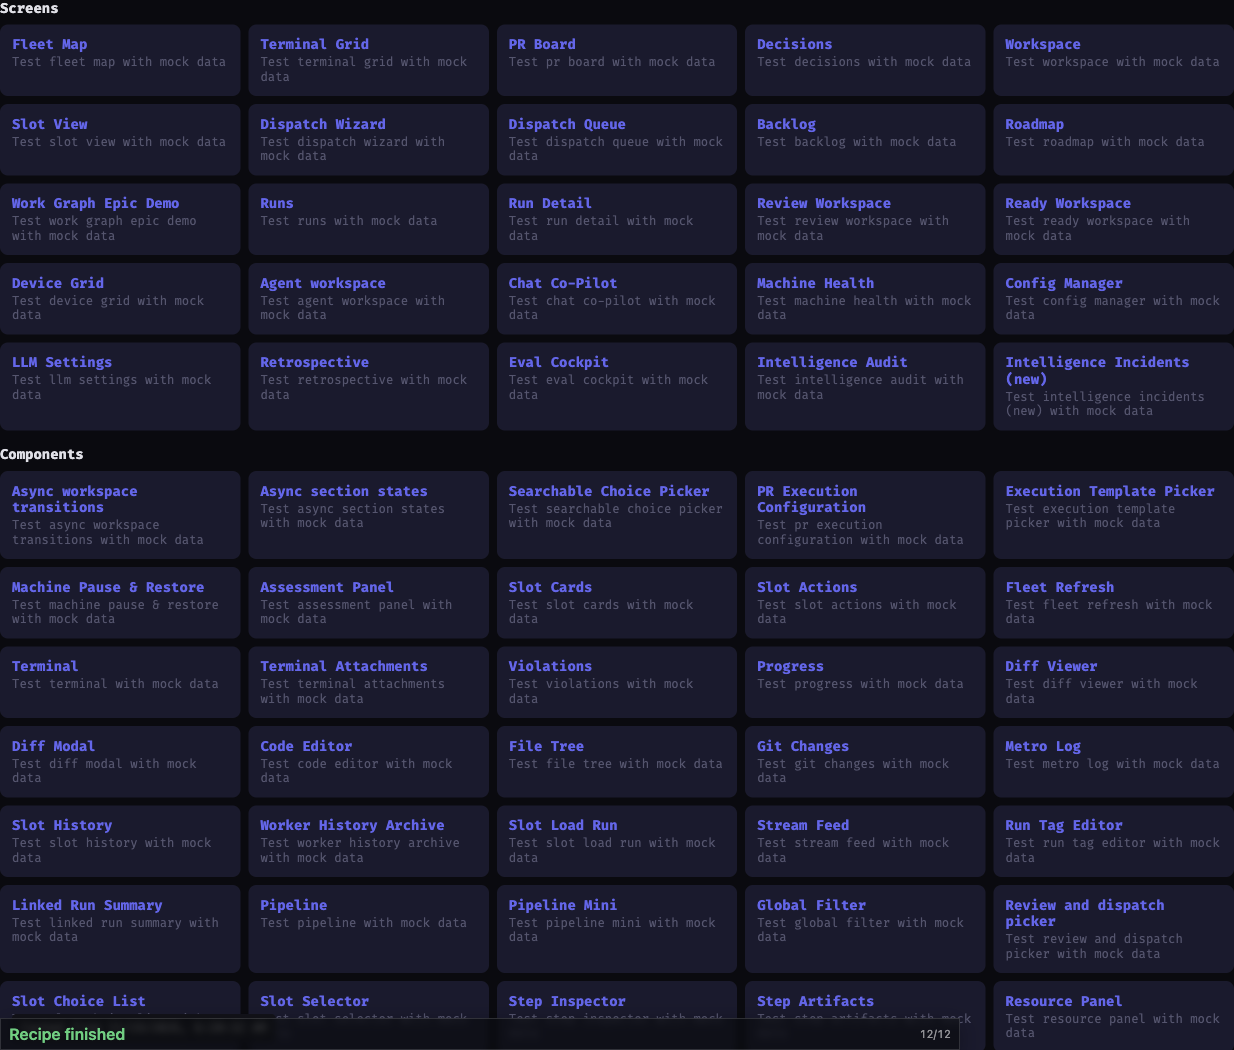 Screens
Fleet Map
Test fleet map with mock data
Terminal Grid
Test terminal grid with mock
data
PR Board
Test pr board with mock data
Decisions
Test decisions with mock data
Workspace
Test workspace with mock data
Slot View
Test slot view with mock data
Dispatch Wizard
Test dispatch wizard with
mock data
Dispatch Queue
Test dispatch queue with mock
data
Backlog
Test backlog with mock data
Roadmap
Test roadmap with mock data
Work Graph Epic Demo
Test work graph epic demo
with mock data
Runs
Test runs with mock data
Run Detail
Test run detail with mock
data
Review Workspace
Test review workspace with
mock data
Ready Workspace
Test ready workspace with
mock data
Device Grid
Test device grid with mock
data
Agent workspace
Test agent workspace with
mock data
Chat Co-Pilot
Test chat co-pilot with mock
data
Machine Health
Test machine health with mock
data
Config Manager
Test config manager with mock
data
LLM Settings
Test llm settings with mock
data
Retrospective
Test retrospective with mock
data
Eval Cockpit
Test eval cockpit with mock
data
Intelligence Audit
Test intelligence audit with
mock data
Intelligence Incidents
(new)
Test intelligence incidents
(new) with mock data
Components
Async workspace
transitions
Test async workspace
transitions with mock data
Async section states
Test async section states
with mock data
Searchable Choice Picker
Test searchable choice picker
with mock data
PR Execution
Configuration
Test pr execution
configuration with mock data
Execution Template Picker
Test execution template
picker with mock data
Machine Pause & Restore
Test machine pause & restore
with mock data
Assessment Panel
Test assessment panel with
mock data
Slot Cards
Test slot cards with mock
data
Slot Actions
Test slot actions with mock
data
Fleet Refresh
Test fleet refresh with mock
data
Terminal
Test terminal with mock data
Terminal Attachments
Test terminal attachments
with mock data
Violations
Test violations with mock
data
Progress
Test progress with mock data
Diff Viewer
Test diff viewer with mock
data
Diff Modal
Test diff modal with mock
data
Code Editor
Test code editor with mock
data
File Tree
Test file tree with mock data
Git Changes
Test git changes with mock
data
Metro Log
Test metro log with mock data
Slot History
Test slot history with mock
data
Worker History Archive
Test worker history archive
with mock data
Slot Load Run
Test slot load run with mock
data
Stream Feed
Test stream feed with mock
data
Run Tag Editor
Test run tag editor with mock
data
Linked Run Summary
Test linked run summary with
mock data
Pipeline
Test pipeline with mock data
Pipeline Mini
Test pipeline mini with mock
data
Global Filter
Test global filter with mock
data
Review and dispatch
picker
Test review and dispatch
picker with mock data
Slot Choice List
Slot Selector
Test slot selector with mock
Step Inspector
Test step inspector with mock
Step Artifacts
Test step artifacts with mock
Resource Panel
Test resource panel with mock
data
Recipe finished
12/12